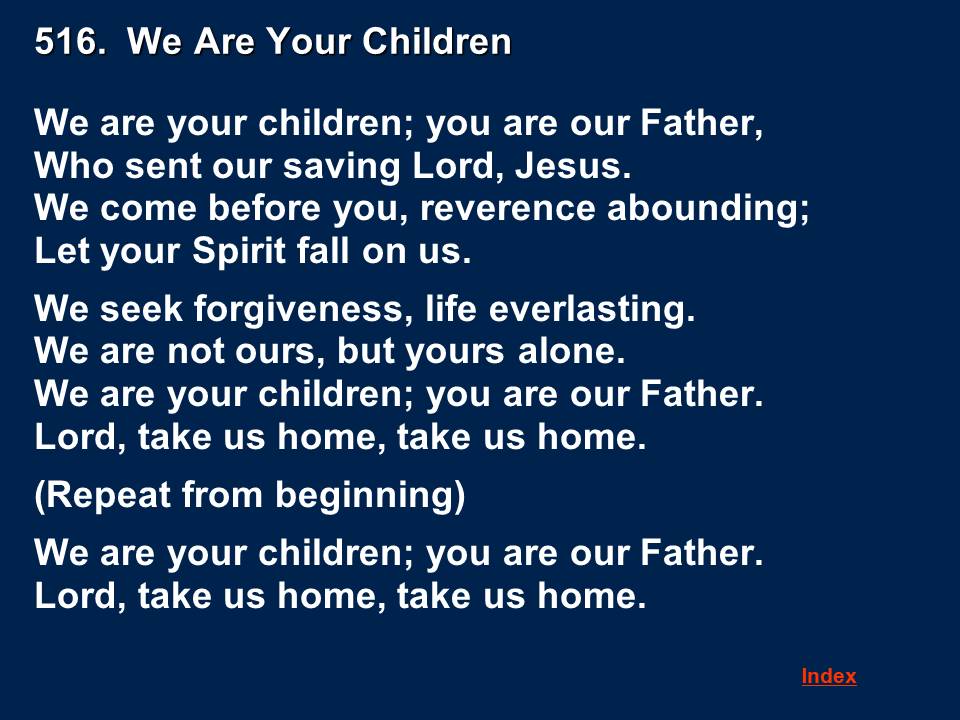 516.  We Are Your Children
We are your children; you are our Father,
Who sent our saving Lord, Jesus.
We come before you, reverence abounding;
Let your Spirit fall on us.
We seek forgiveness, life everlasting.
We are not ours, but yours alone.
We are your children; you are our Father.
Lord, take us home, take us home.
(Repeat from beginning)
We are your children; you are our Father.
Lord, take us home, take us home.
Index